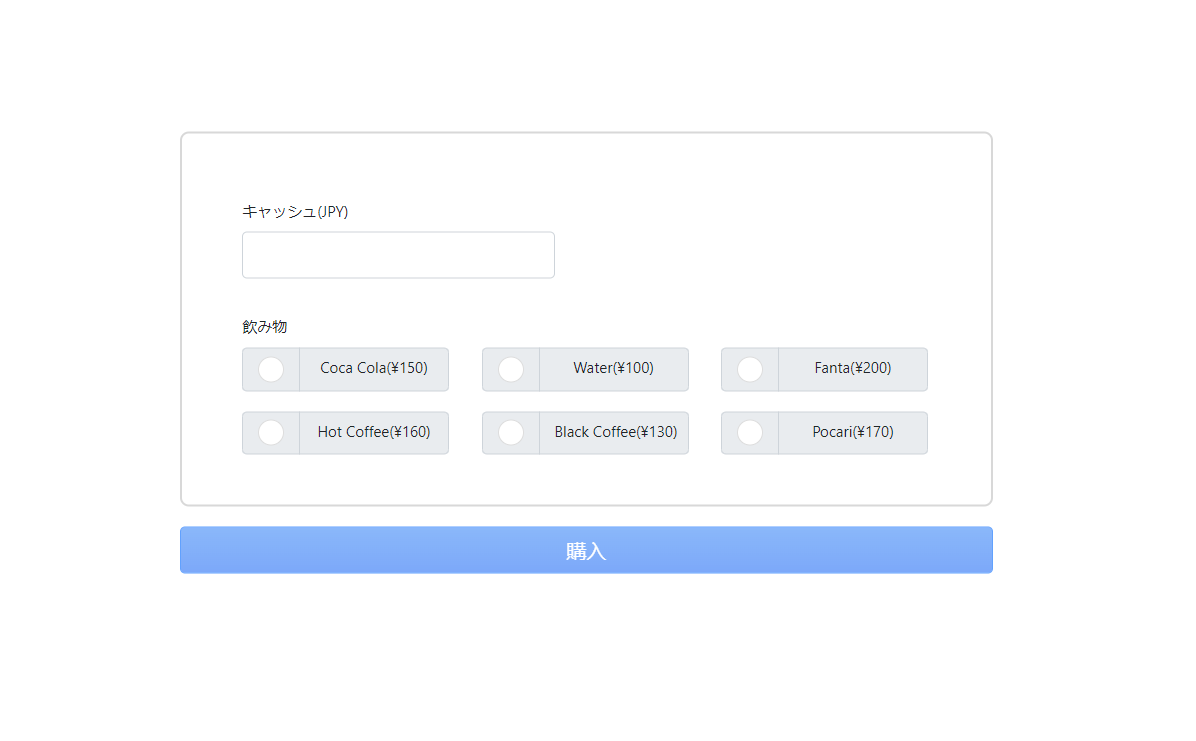 キャッシュ(JPY)
飲み物
Coca Cola(¥150)
Water(¥100)
Fanta(¥200)
Hot Coffee(¥160)
Black Coffee(¥130)
Pocari(¥170)
購入